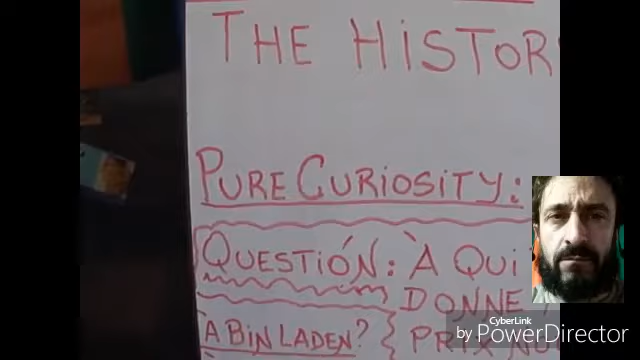 THE HISTOR
PURE CURIOSITY:
QUESTIÓN: À QUI
DONNE
À BIN LADEN? PRIX
CyberLink
by PowerDirector